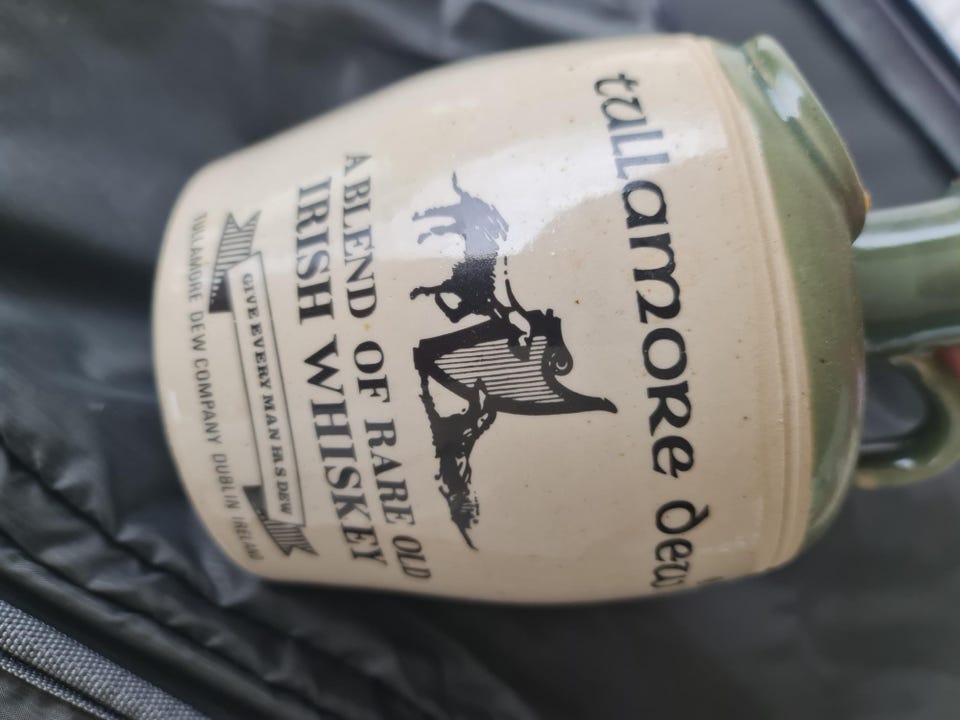 tullamore dew
A BLEND OF RARE OLD
IRISH WHISKEY
GIVE EVERY MAN HIS DEW
TULLAMORE DEW COMPANY DUBLIN IRELAND